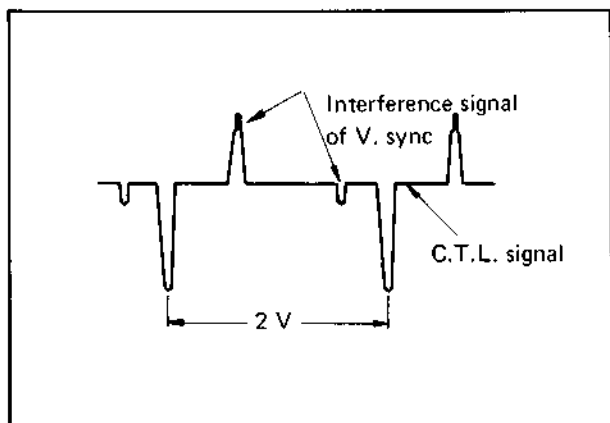 Interference signal
of V. sync
C.T.L. signal
2 V